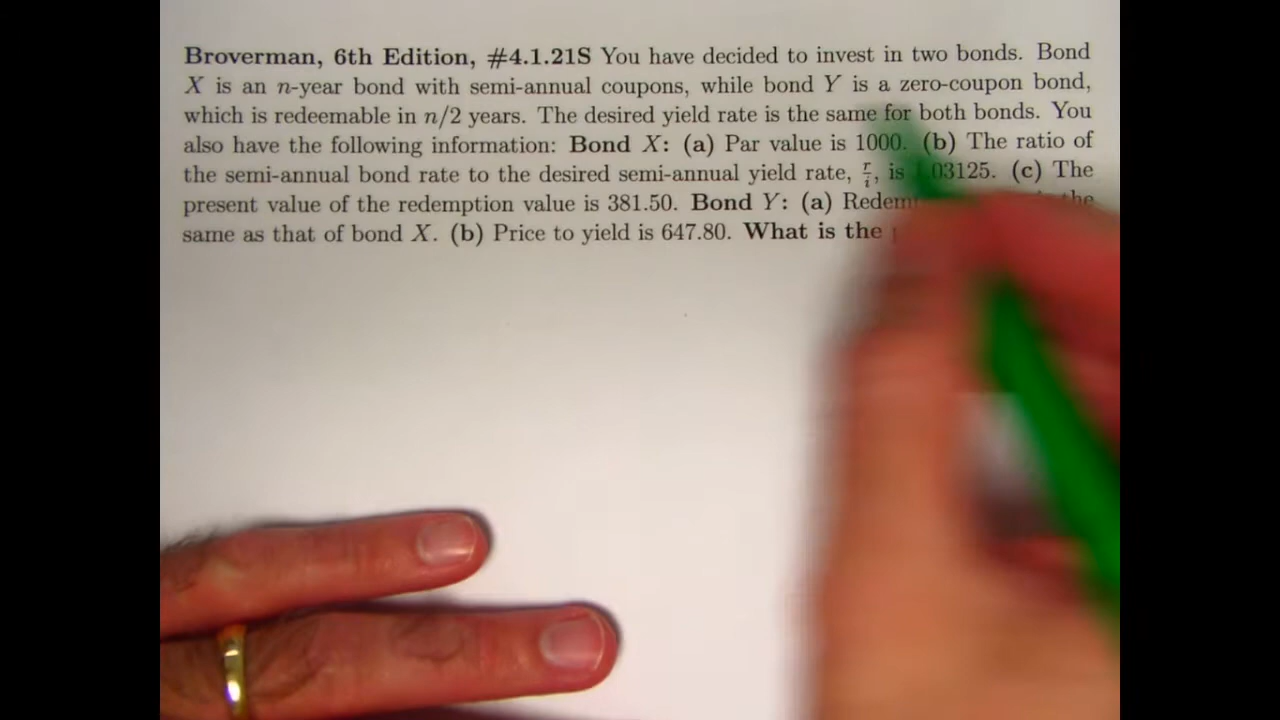 Broverman, 6th Edition, #4.1.21S You have decided to invest in two bonds. Bond
X is an n-year bond with semi-annual coupons, while bond Y is a zero-coupon bond,
which is redeemable in n/2 years. The desired yield rate is the same for both bonds. You
also have the following information: Bond X: (a) Par value is 1000. (b) The ratio of
the semi-annual bond rate to the desired semi-annual yield rate, r/i, is 03125. (c) The
present value of the redemption value is 381.50. Bond Y: (a) the
same as that of bond X. (b) Price to yield is 647.80. What is the